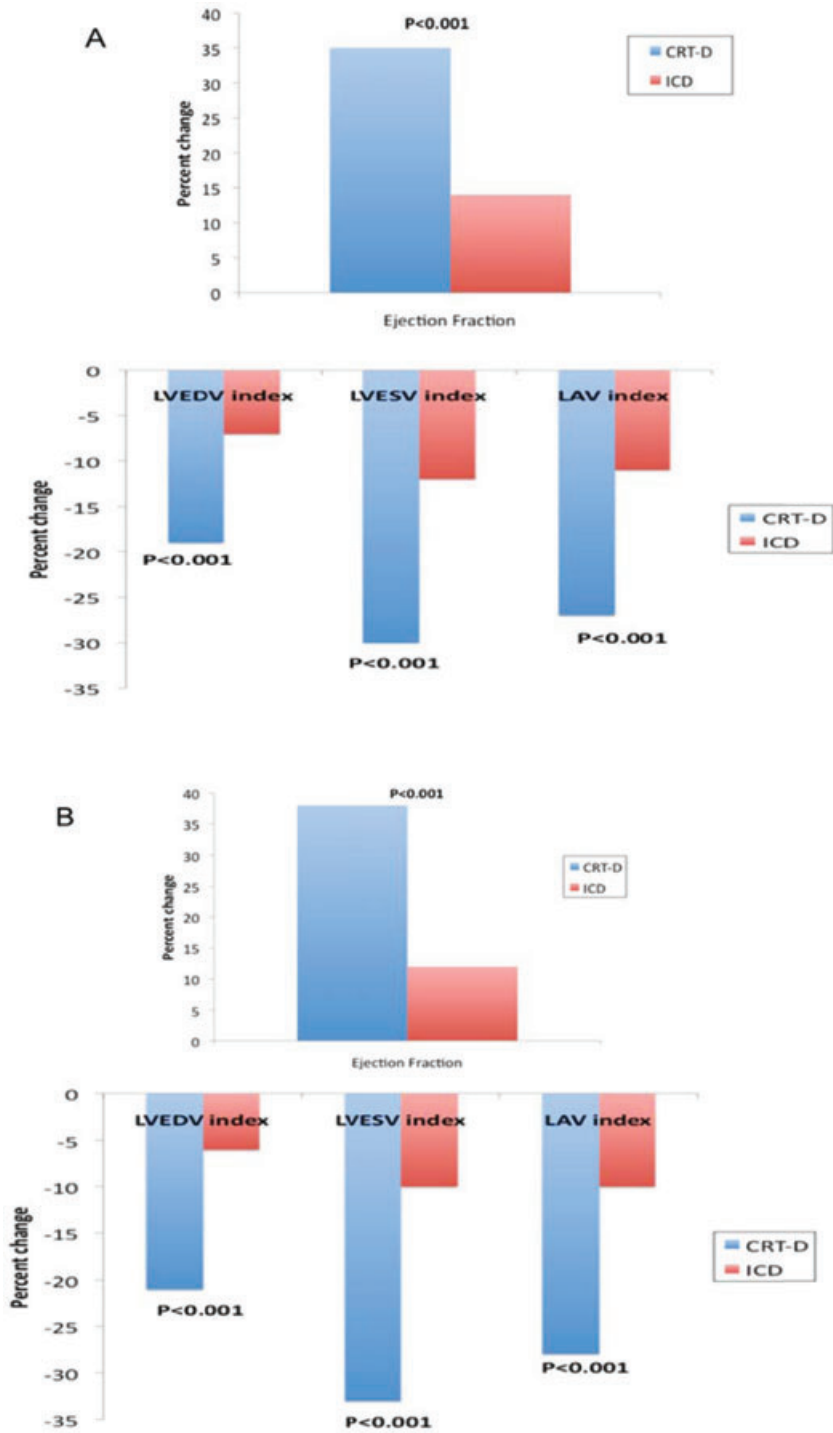 A
P<0.001
40
35
30
25
20
15
10
5
0
Percent change
CRT-D
ICD
Ejection Fraction
0
-5
-10
-15
-20
-25
-30
-35
Percent change
LVEDV index
LVESV index
LAV index
CRT-D
ICD
P<0.001
P<0.001
P<0.001
B
P<0.001
40
35
30
25
20
15
10
5
0
Percent change
CRT-D
ICD
Ejection Fraction
0
-5
-10
-15
-20
-25
-30
-35
Percent change
LVEDV index
LVESV index
LAV index
CRT-D
ICD
P<0.001
P<0.001
P<0.001